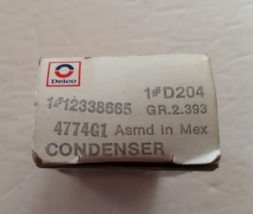 Delco
1#D204
1#12338665 GR.2.393
4774G1 Asmd in Mex
CONDENSER